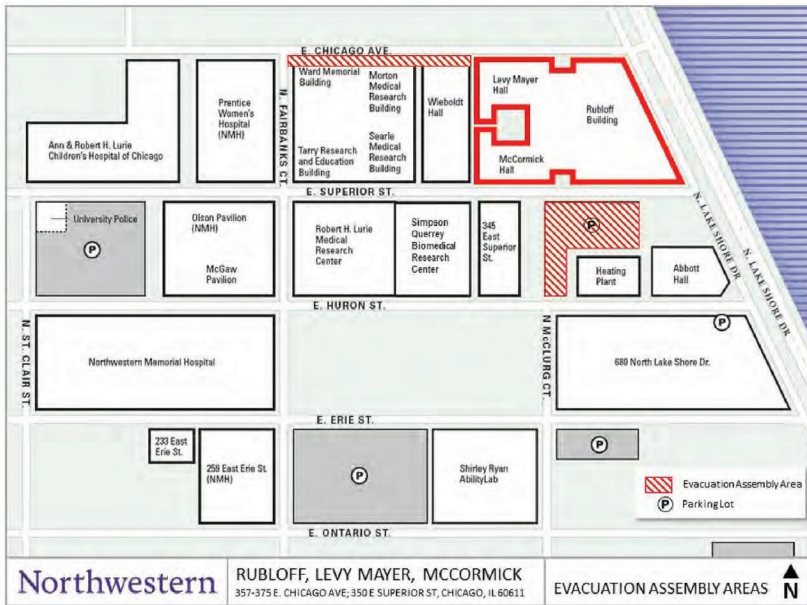 E. CHICAGO AVE.
Ward Memorial
Building
Morton
Medical
Research
Building
Wieboldt
Hall
Levy Mayer
Hall
Rubloff
Building
Prentice
Women's
Hospital
(NMH)
N. FAIRBANKS CT.
Ann & Robert H. Lurie
Children's Hospital of Chicago
Tarry Research
and Education
Building
Searle
Medical
Research
Building
McCormick
Hall
E. SUPERIOR ST.
University Police
P
Olson Pavilion
(NMH)
McGaw
Pavilion
Robert H. Lurie
Medical
Research
Center
Simpson
Querrey
Biomedical
Research
Center
345
East
Superior
St.
P
Heating
Plant
Abbott
Hall
N. LAKE SHORE DR
N. LAKE SHORE DR
E. HURON ST.
N. ST. CLAIR ST.
Northwestern Memorial Hospital
N McCLURG CT.
P
680 North Lake Shore Dr.
E. ERIE ST.
233 East
Erie St.
259 East Erie St.
(NMH)
P
Shirley Ryan
AbilityLab
P
Evacuation Assembly Area
P Parking Lot
E. ONTARIO ST.
Northwestern
RUBLOFF, LEVY MAYER, MCCORMICK
357-375 E. CHICAGO AVE; 350 E SUPERIOR ST, CHICAGO, IL 60611
EVACUATION ASSEMBLY AREAS
N